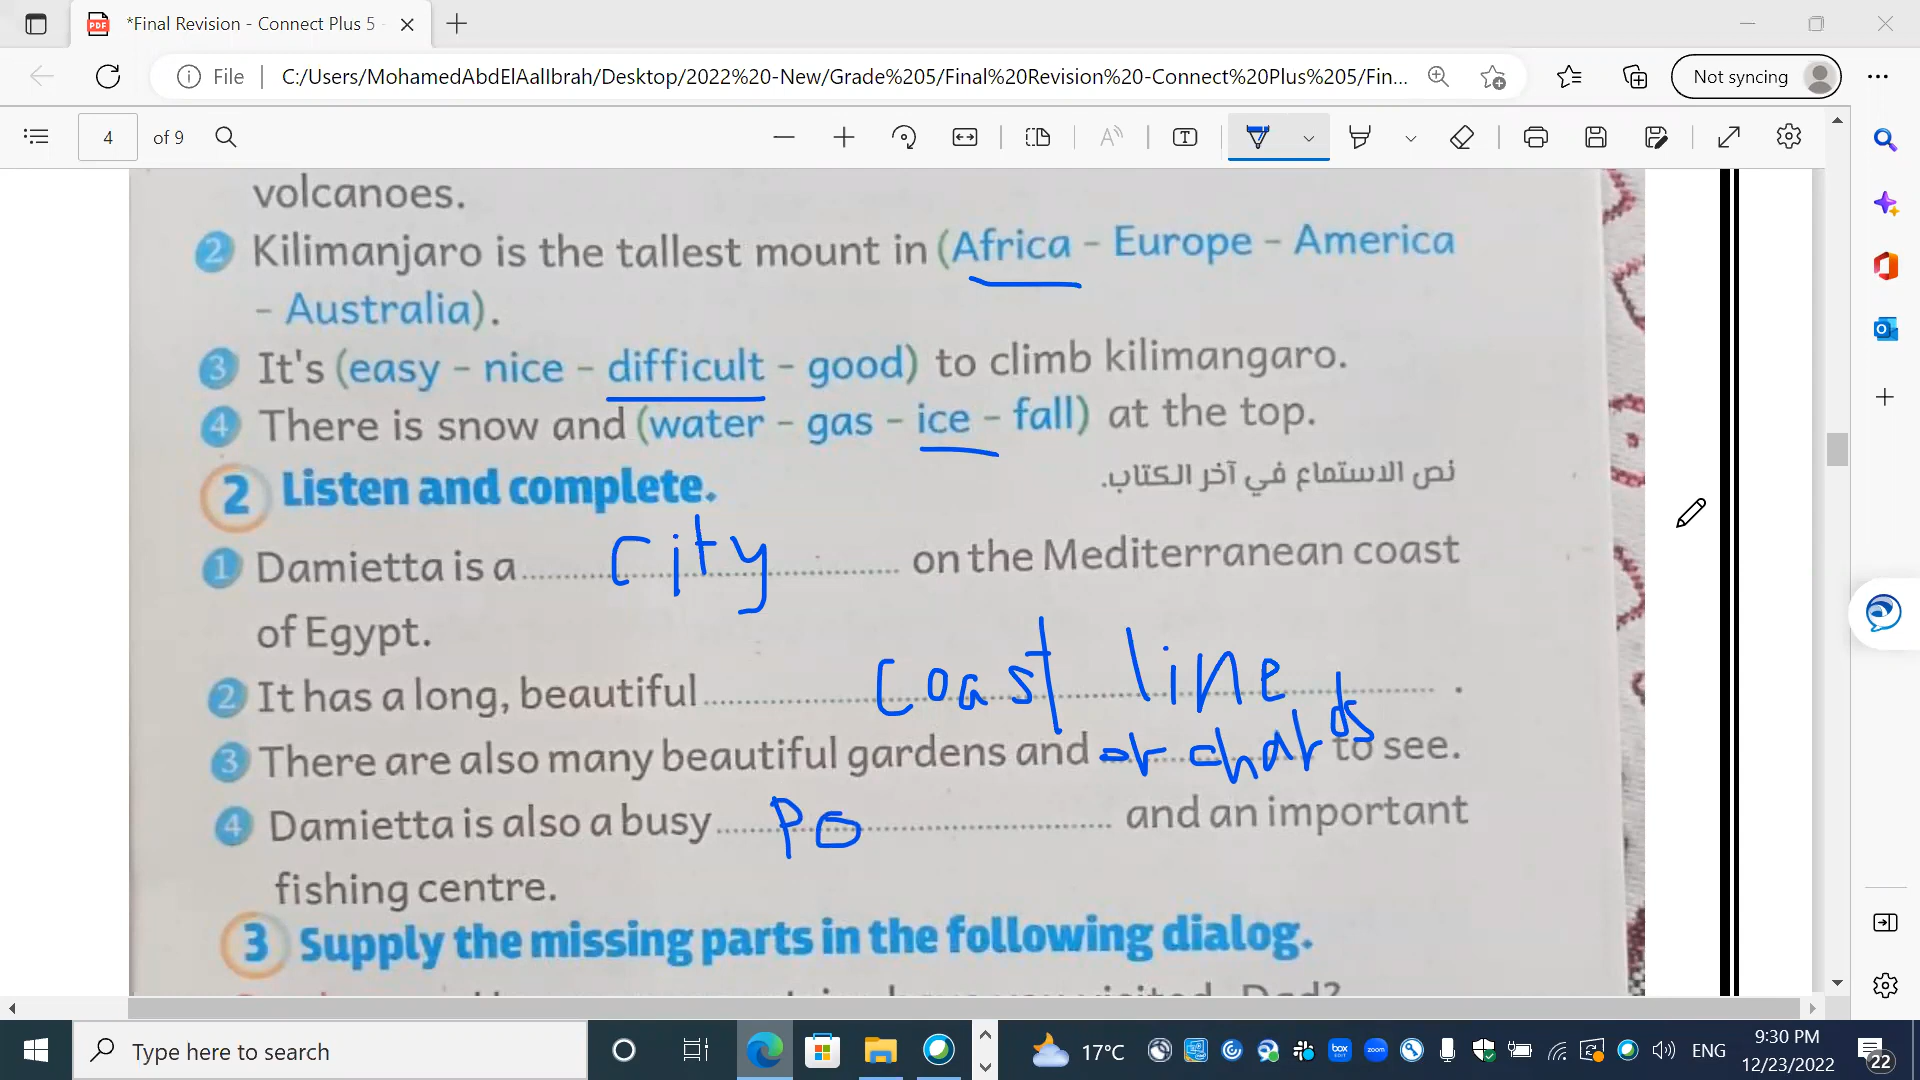 *Final Revision - Connect Plus 5 -
File
C:/Users/MohamedAbdElAalIbrah/Desktop/2022%20-New/Grade%205/Final%20Revision%20-Connect%20Plus%205/Fin...
Not syncing
4 of 9
volcanoes.
2 Kilimanjaro is the tallest mount in (Africa - Europe - America
- Australia).
3 It's (easy - nice - difficult - good) to climb kilimangaro.
4 There is snow and (water - gas - ice - fall) at the top.
2 Listen and complete. نص الاستماع في آخر الكتاب.
1 Damietta is a city on the Mediterranean coast
of Egypt.
2 It has a long, beautiful coast line.
3 There are also many beautiful gardens and orchards to see.
4 Damietta is also a busy Po and an important
fishing centre.
3 Supply the missing parts in the following dialog.
Type here to search
17°C
box
zoom
ENG
9:30 PM
12/23/2022
22